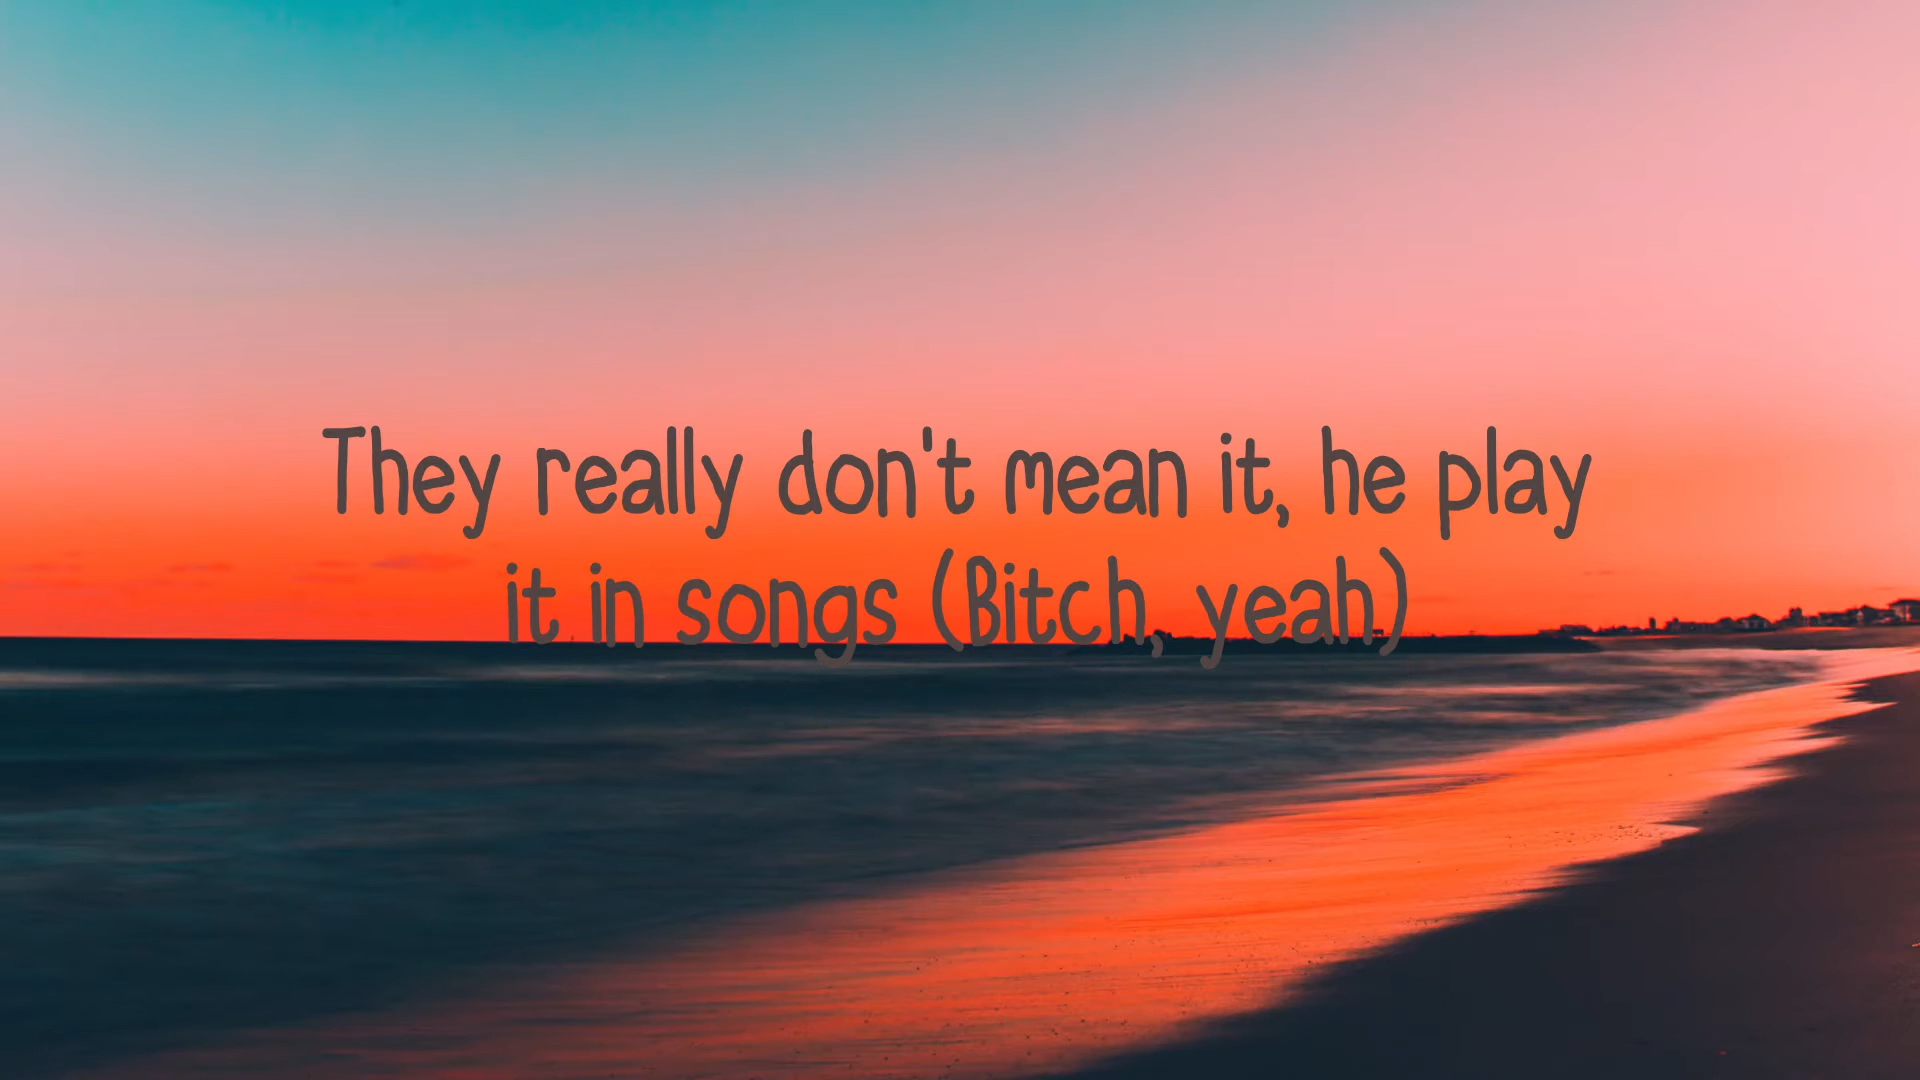 They really don't mean it, he play
it in songs (Bitch, yeah)